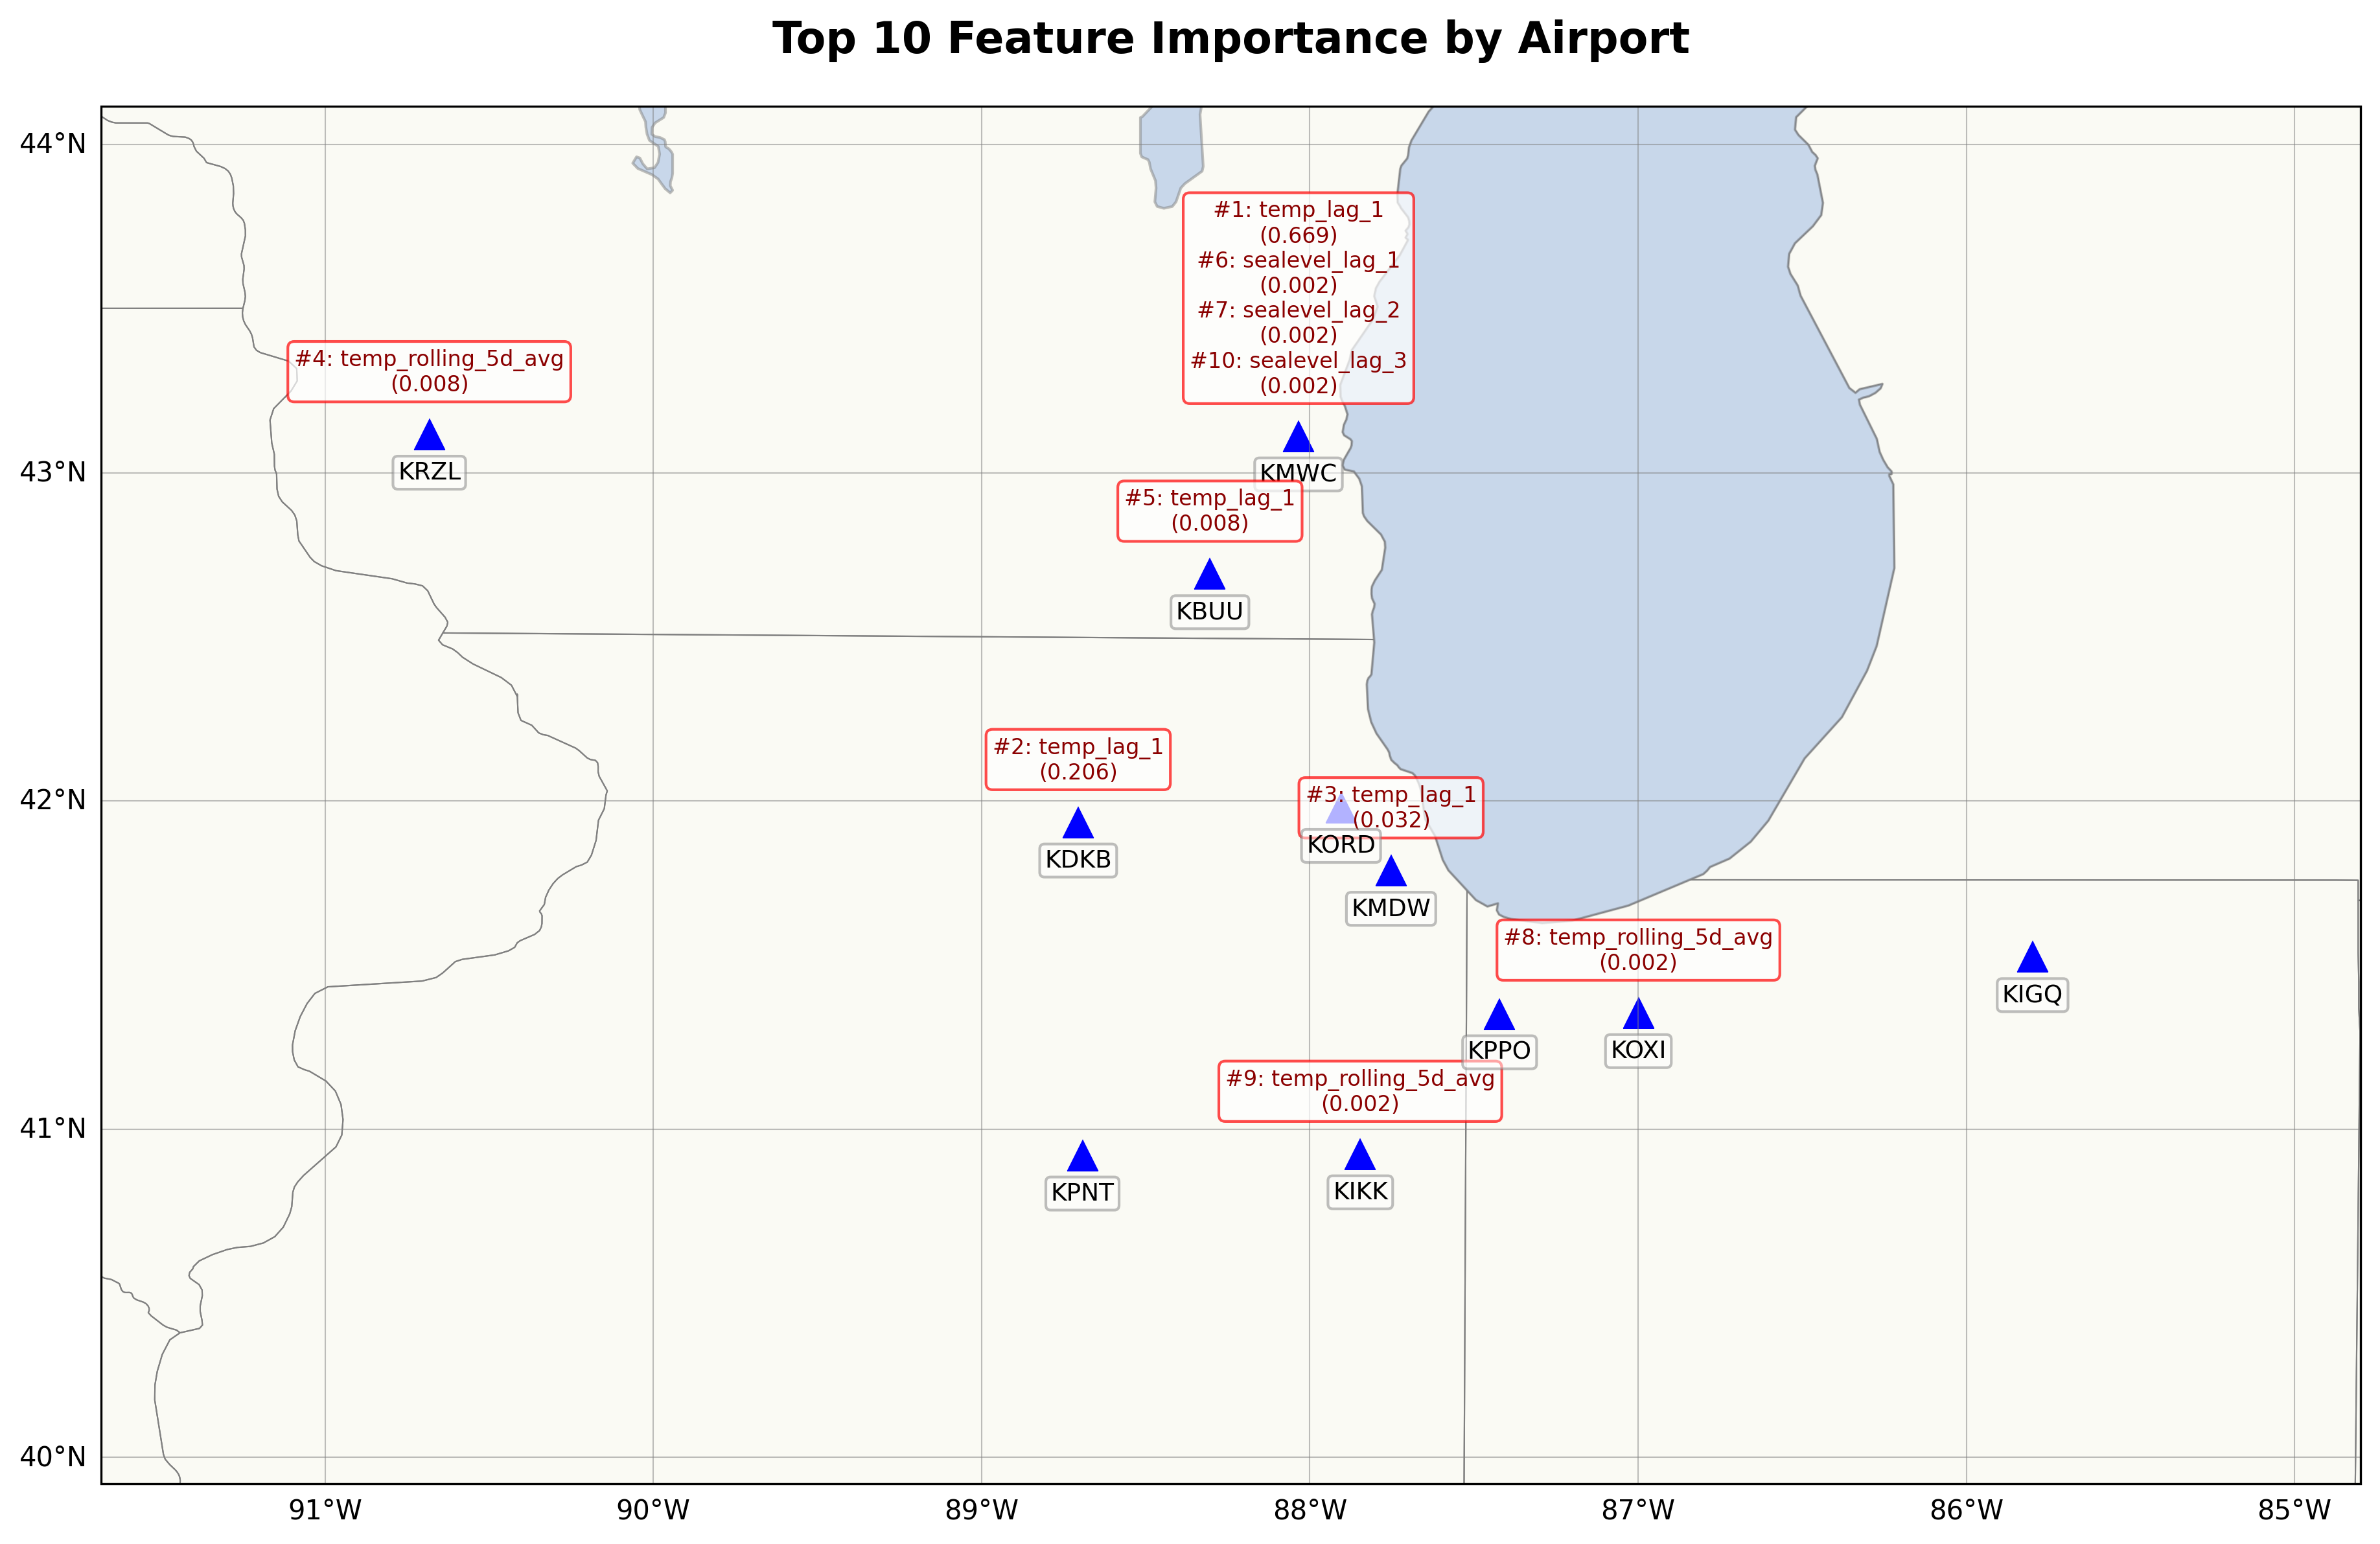 Top 10 Feature Importance by Airport
44°N
#1: temp_lag_1
(0.669)
#6: sealevel_lag_1
(0.002)
#7: sealevel_lag_2
(0.002)
#10: sealevel_lag_3
(0.002)
#4: temp_rolling_5d_avg
(0.008)
KRZL
43°N
KMWC
#5: temp_lag_1
(0.008)
KBUU
#2: temp_lag_1
(0.206)
42°N
#3: temp_lag_1
(0.032)
KORD
KDKB
KMDW
#8: temp_rolling_5d_avg
(0.002)
KIGQ
KPPO
KOXI
#9: temp_rolling_5d_avg
(0.002)
41°N
KPNT
KIKK
40°N
91°W
90°W
89°W
88°W
87°W
86°W
85°W